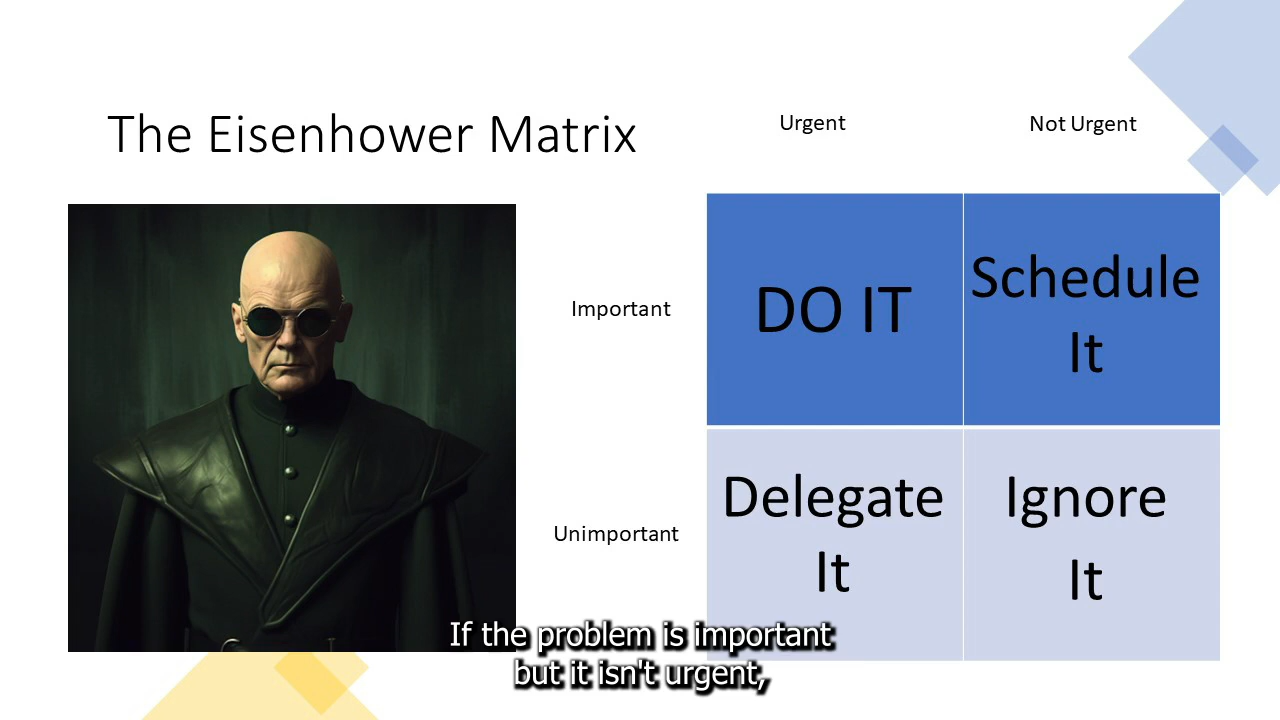 The Eisenhower Matrix
Urgent
Not Urgent
Important
DO IT
Schedule
It
Unimportant
Delegate
It
Ignore
It
If the problem is important
but it isn't urgent,